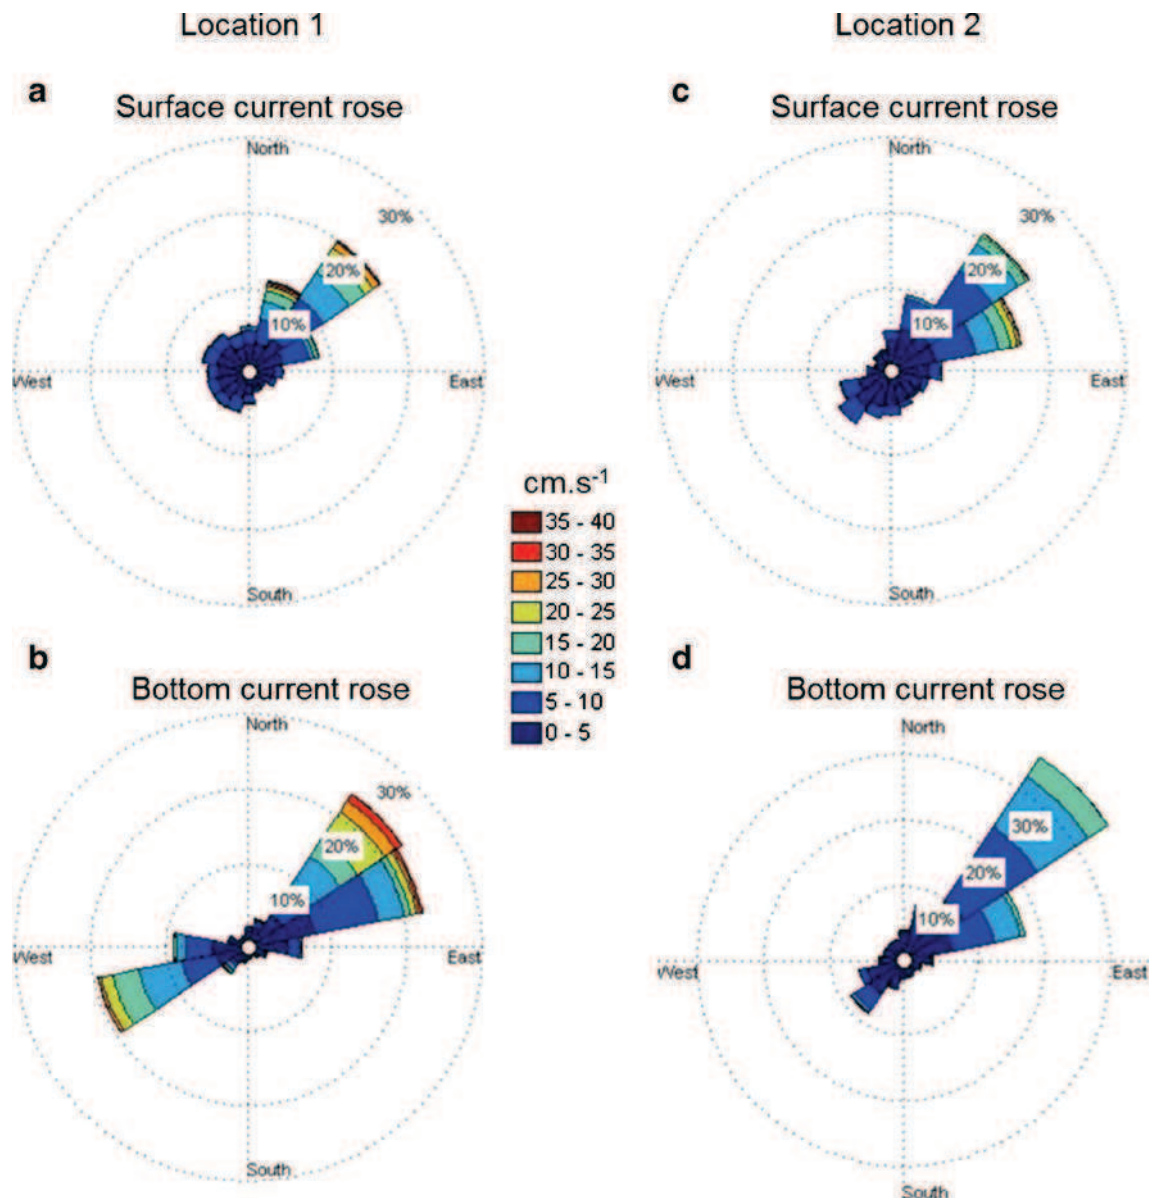 Location 1
Location 2
a
Surface current rose
North
30%
20%
10%
West
East
South
c
Surface current rose
North
30%
20%
10%
West
East
South
cm.s-1
35 - 40
30 - 35
25 - 30
20 - 25
15 - 20
10 - 15
5 - 10
0 - 5
b
Bottom current rose
North
30%
20%
10%
West
East
South
d
Bottom current rose
North
30%
20%
10%
West
East
South